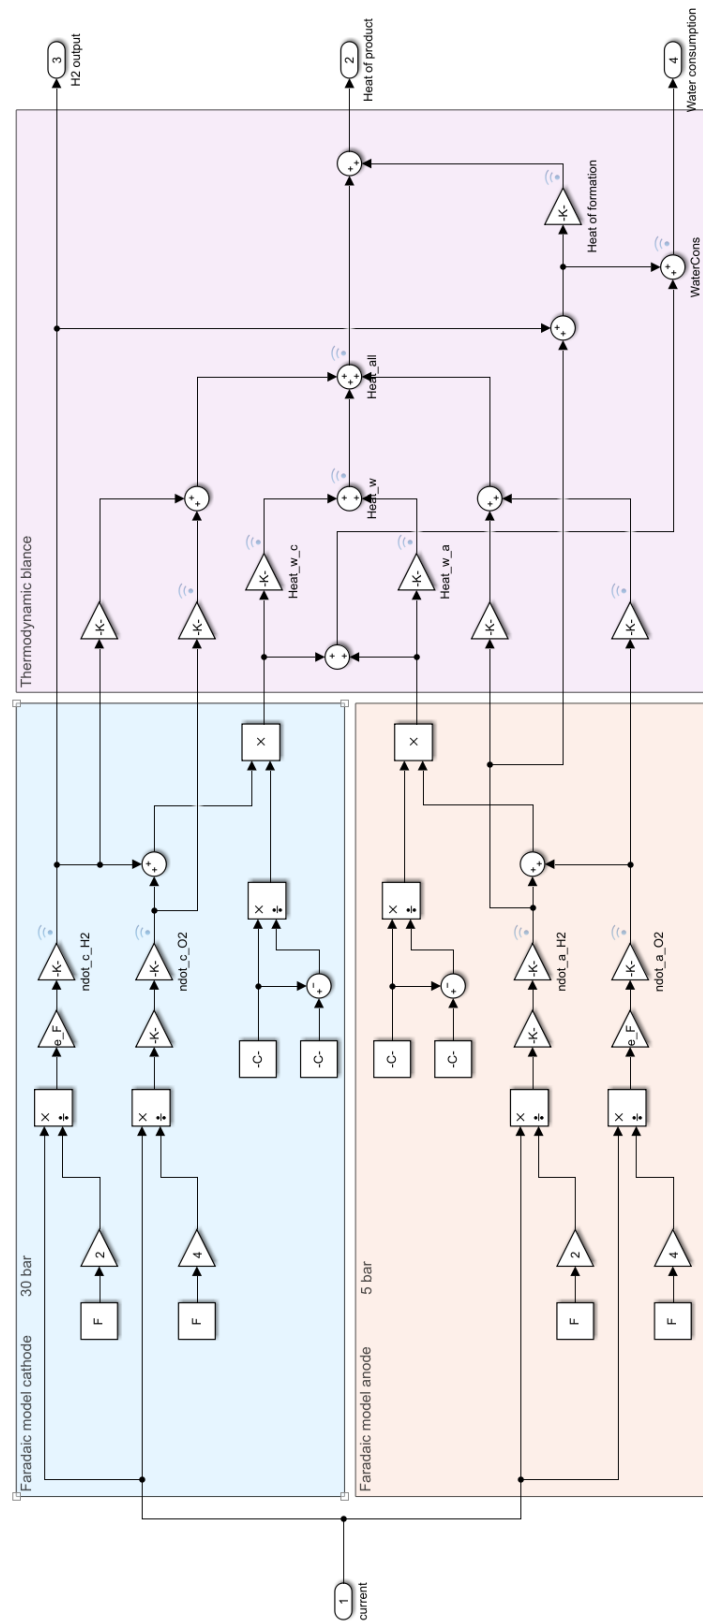 1
current
Faradaic model cathode
30 bar
F
2
F
4
×
÷
×
÷
e_F
-K-
-K-
ndot_c_H2
-K-
ndot_c_O2
-C-
-C-
+
−
×
÷
+
+
×
Faradaic model anode
5 bar
F
2
F
4
×
÷
×
÷
-K-
e_F
-K-
ndot_a_H2
-K-
ndot_a_O2
-C-
-C-
+
−
×
÷
+
+
×
Thermodynamic blance
-K-
-K-
-K-
Heat_w_c
-K-
Heat_w_a
-K-
-K-
+
+
+
+
+
+
Heat_w
+
+
+
+
+
Heat_all
+
+
-K-
Heat of formation
+
+
+
+
WaterCons
3
H2 output
2
Heat of product
4
Water consumption